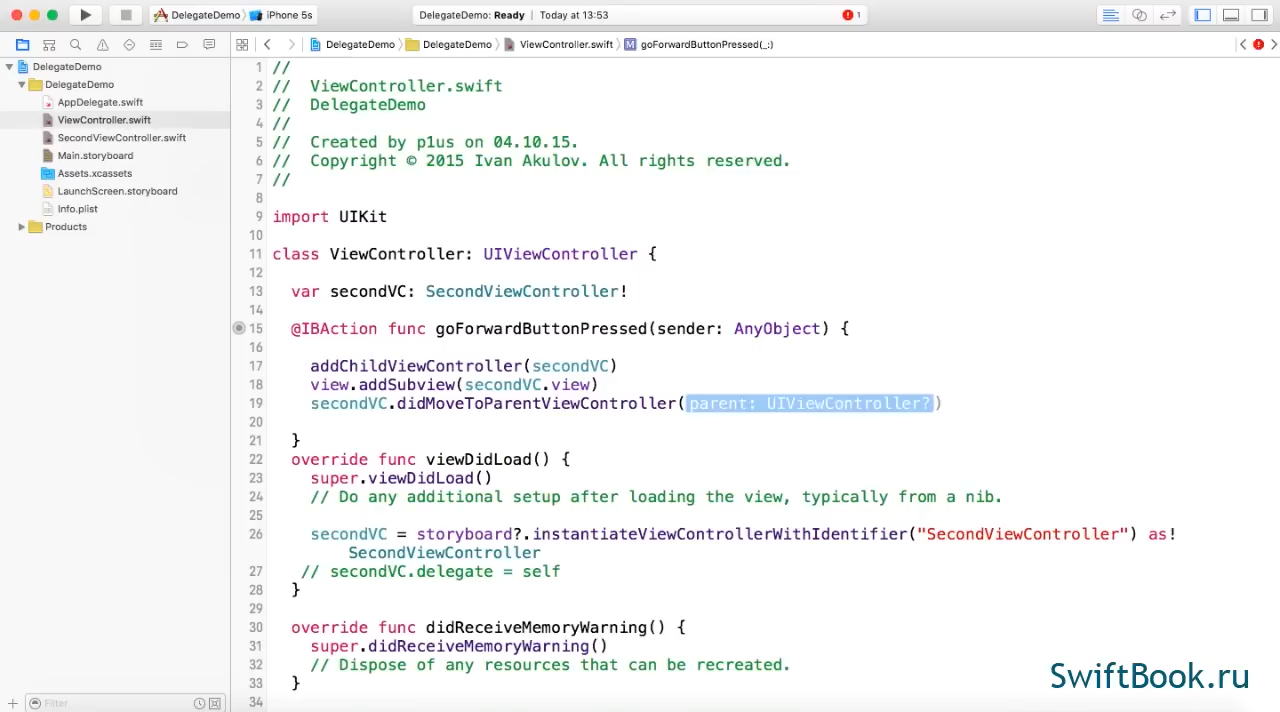 DelegateDemo
iPhone 5s
DelegateDemo: Ready
Today at 13:53
1
DelegateDemo
DelegateDemo
ViewController.swift
M
goForwardButtonPressed(_:)
DelegateDemo
DelegateDemo
AppDelegate.swift
ViewController.swift
SecondViewController.swift
Main.storyboard
Assets.xcassets
LaunchScreen.storyboard
Info.plist
Products
Filter
1 //
2 // ViewController.swift
3 // DelegateDemo
4 //
5 // Created by p1us on 04.10.15.
6 // Copyright © 2015 Ivan Akulov. All rights reserved.
7 //
8
9 import UIKit
10
11 class ViewController: UIViewController {
12
13 var secondVC: SecondViewController!
14
15 @IBAction func goForwardButtonPressed(sender: AnyObject) {
16
17 addChildViewController(secondVC)
18 view.addSubview(secondVC.view)
19 secondVC.didMoveToParentViewController(parent: UIViewController?)
20
21 }
22 override func viewDidLoad() {
23 super.viewDidLoad()
24 // Do any additional setup after loading the view, typically from a nib.
25
26 secondVC = storyboard?.instantiateViewControllerWithIdentifier("SecondViewController") as!
SecondViewController
27 // secondVC.delegate = self
28 }
29
30 override func didReceiveMemoryWarning() {
31 super.didReceiveMemoryWarning()
32 // Dispose of any resources that can be recreated.
33 }
34
SwiftBook.ru